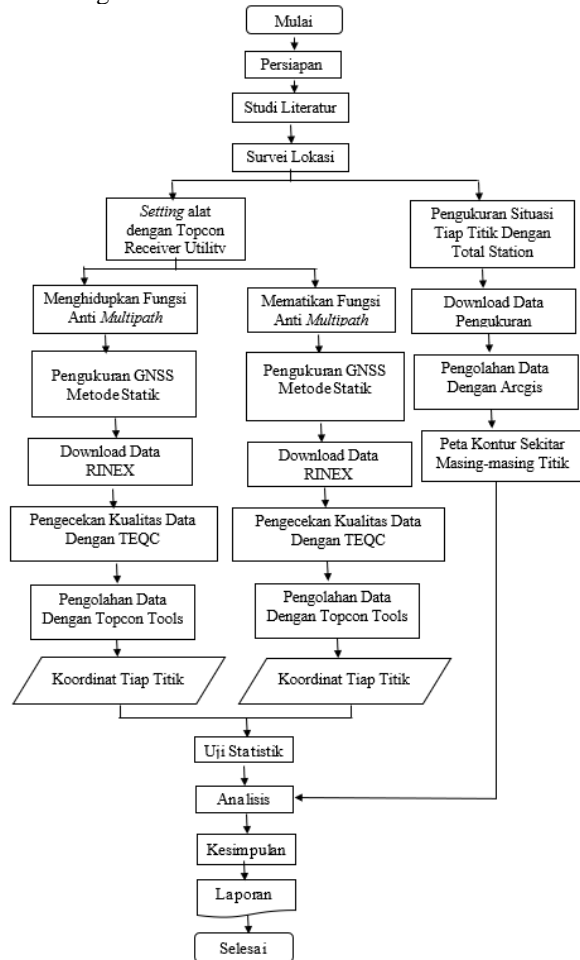 Mulai
Persiapan
Studi Literatur
Survei Lokasi
Setting alat
dengan Topcon
Receiver Utility
Menghidupkan Fungsi
Anti Multipath
Pengukuran GNSS
Metode Statik
Download Data
RINEX
Pengecekan Kualitas Data
Dengan TEQC
Pengolahan Data
Dengan Topcon Tools
Koordinat Tiap Titik
Mematikan Fungsi
Anti Multipath
Pengukuran GNSS
Metode Statik
Download Data
RINEX
Pengecekan Kualitas Data
Dengan TEQC
Pengolahan Data
Dengan Topcon Tools
Koordinat Tiap Titik
Pengukuran Situasi
Tiap Titik Dengan
Total Station
Download Data
Pengukuran
Pengolahan Data
Dengan Arcgis
Peta Kontur Sekitar
Masing-masing Titik
Uji Statistik
Analisis
Kesimpulan
Laporan
Selesai